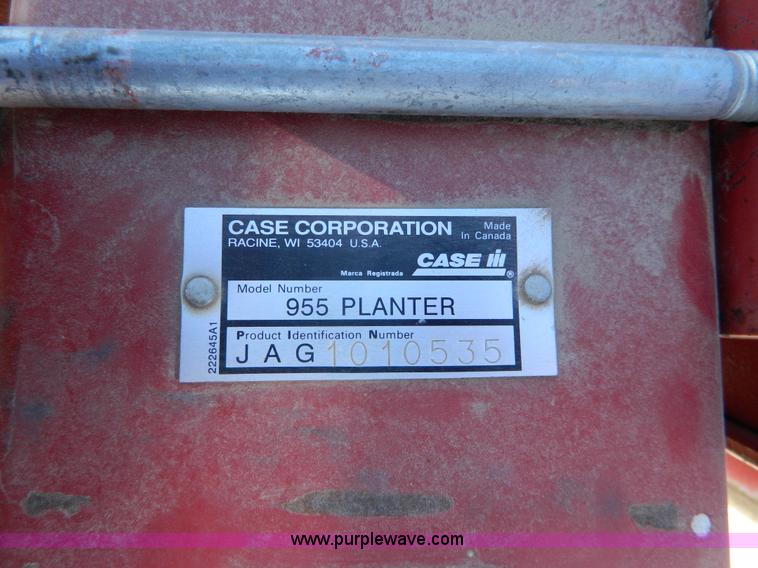 CASE CORPORATION
RACINE, WI 53404 U.S.A.
Made
In Canada
CASE III
®
Marca Registrada
Model Number
955 PLANTER
Product Identification Number
JAG1010535
222645A1
www.purplewave.com